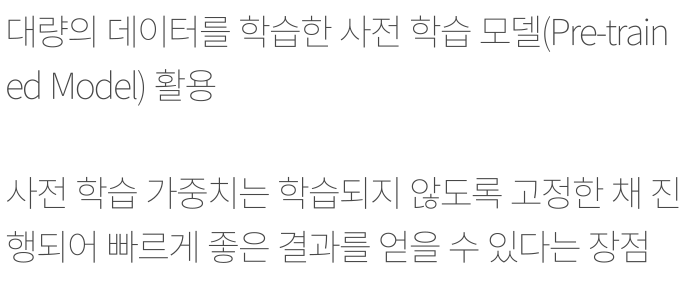 대량의 데이터를 학습한 사전 학습 모델(Pre-train
ed Model) 활용
사전 학습 가중치는 학습되지 않도록 고정한 채 진
행되어 빠르게 좋은 결과를 얻을 수 있다는 장점